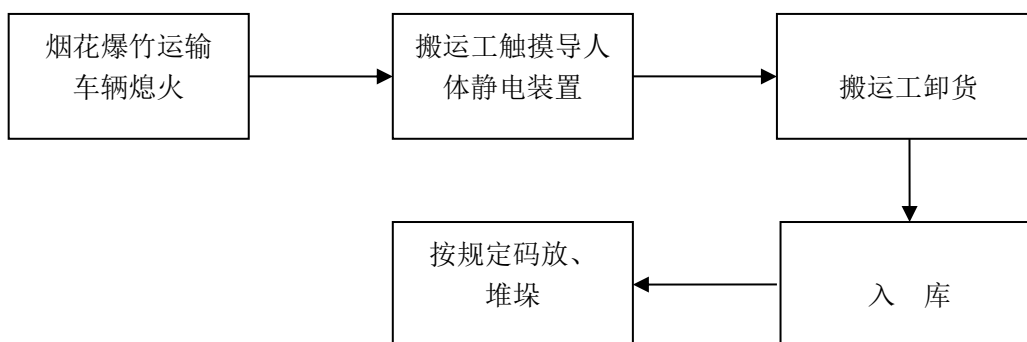 烟花爆竹运输
车辆熄火
搬运工触摸导人
体静电装置
搬运工卸货
入 库
按规定码放、
堆垛